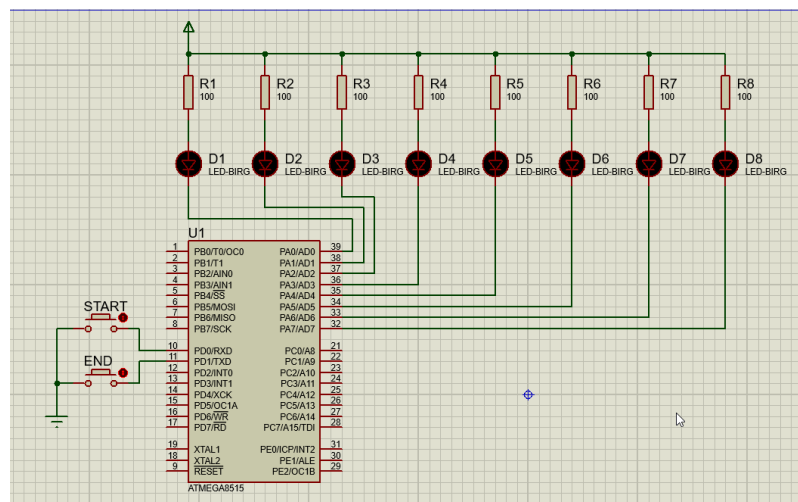 R1 R2 R3 R4 R5 R6 R7 R8
100 100 100 100 100 100 100 100
D1 D2 D3 D4 D5 D6 D7 D8
LED-BIRG LED-BIRG LED-BIRG LED-BIRG LED-BIRG LED-BIRG LED-BIRG LED-BIRG
U1
1 PB0/T0/OC0 PA0/AD0 39
2 PB1/T1 PA1/AD1 38
3 PB2/AIN0 PA2/AD2 37
4 PB3/AIN1 PA3/AD3 36
5 PB4/SS PA4/AD4 35
6 PB5/MOSI PA5/AD5 34
7 PB6/MISO PA6/AD6 33
8 PB7/SCK PA7/AD7 32
START
10 PD0/RXD PC0/A8 21
11 PD1/TXD PC1/A9 22
END
12 PD2/INT0 PC2/A10 23
13 PD3/INT1 PC3/A11 24
14 PD4/XCK PC4/A12 25
15 PD5/OC1A PC5/A13 26
16 PD6/WR PC6/A14 27
17 PD7/RD PC7/A15/TDI 28
19 XTAL1 PE0/ICP/INT2 31
18 XTAL2 PE1/ALE 30
9 RESET PE2/OC1B 29
ATMEGA8515